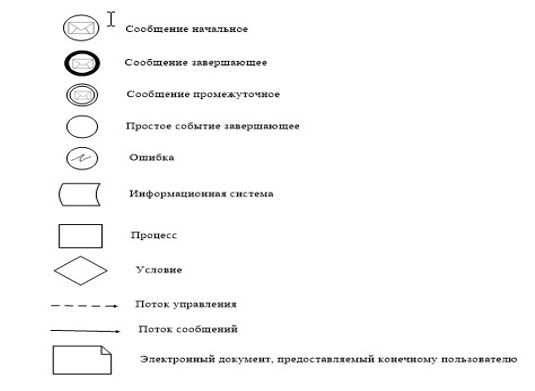 Сообщение начальное
Сообщение завершающее
Сообщение промежуточное
Простое событие завершающее
Ошибка
Информационная система
Процесс
Условие
Поток управления
Поток сообщений
Электронный документ, предоставляемый конечному пользователю